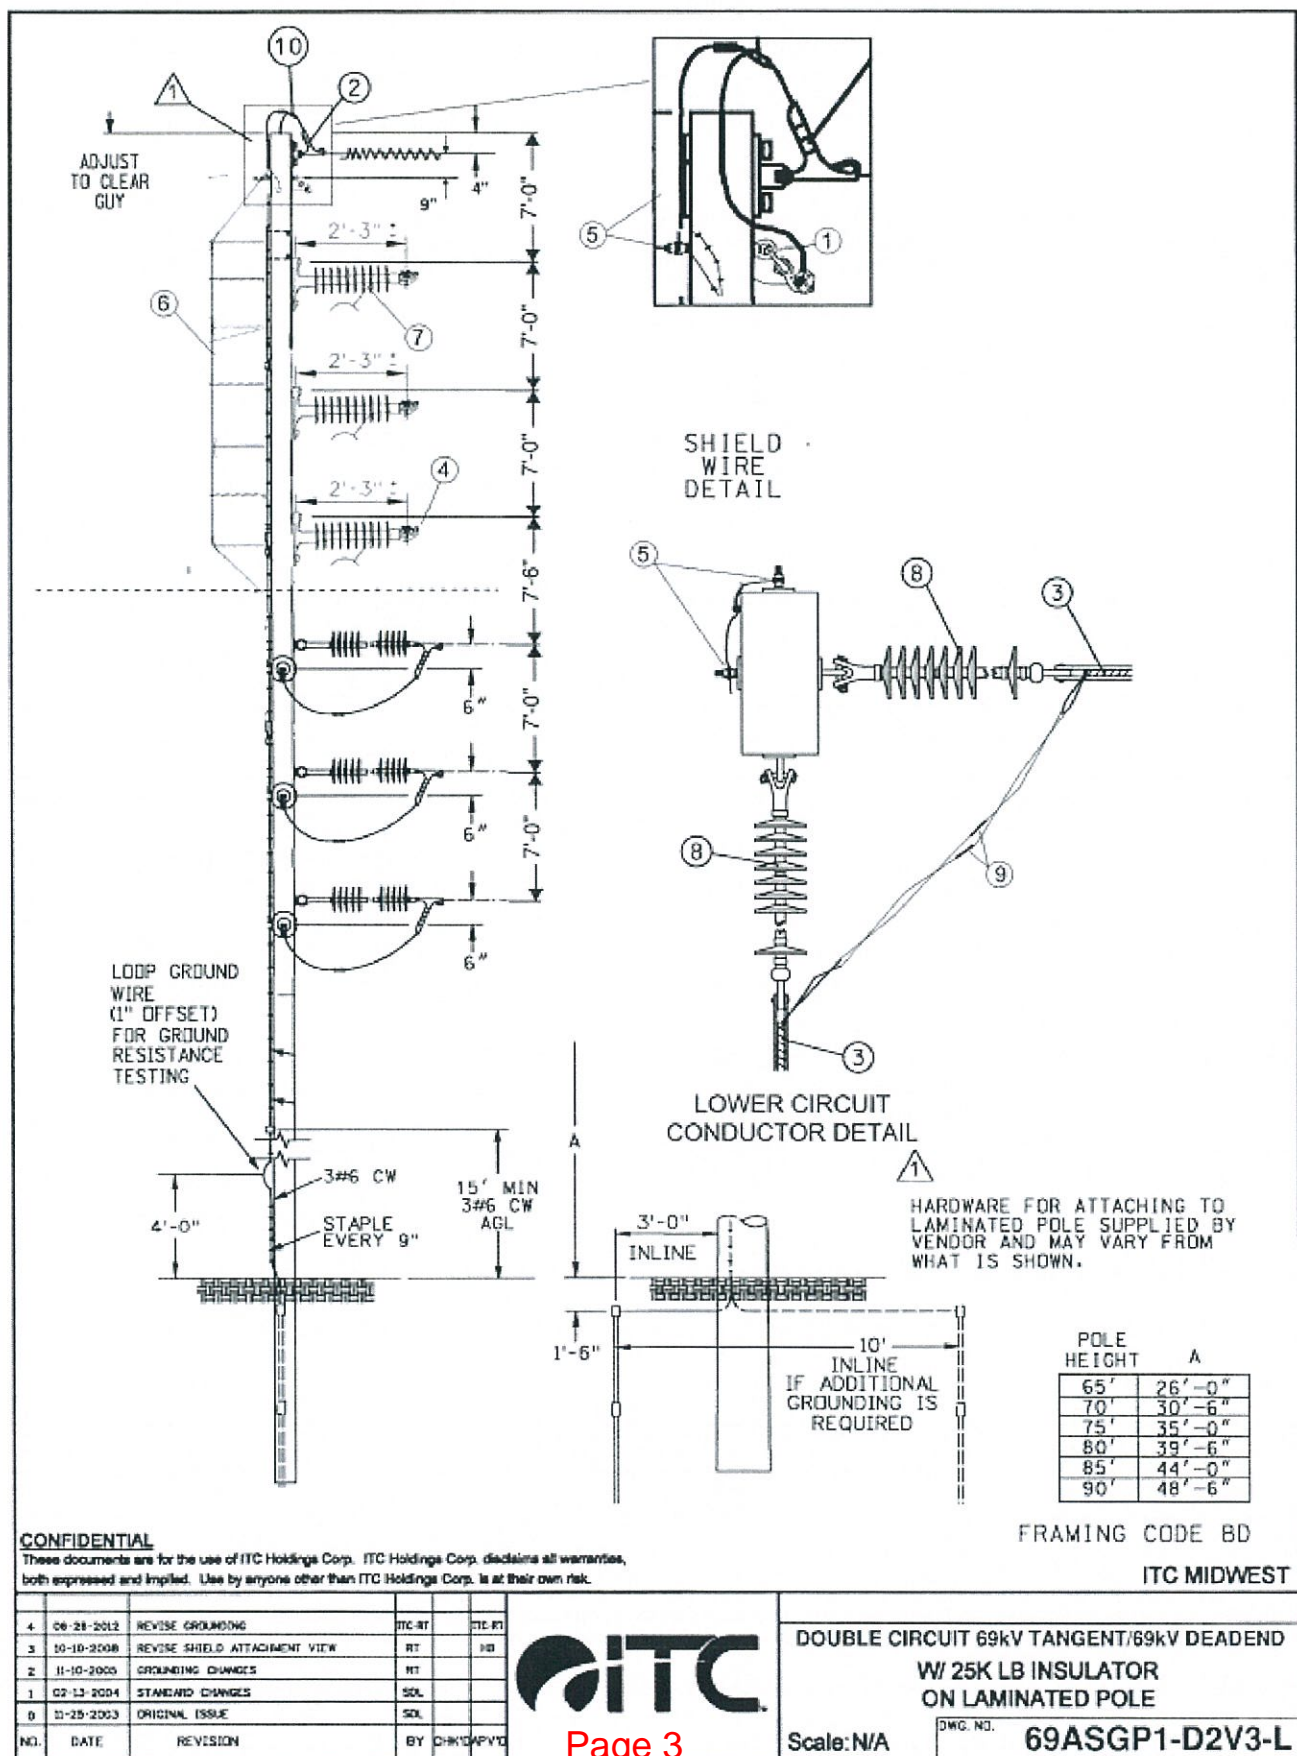 10
1
2
ADJUST
TO CLEAR
GUY
4"
9"
7'-0"
5
1
2'-3" ±
6
7
7'-0"
2'-3" ±
7'-0"
SHIELD
WIRE
DETAIL
2'-3" ±
4
7'-6"
5
8
3
6"
7'-0"
6"
7'-0"
8
9
6"
LOOP GROUND
WIRE
(1" OFFSET)
FOR GROUND
RESISTANCE
TESTING
3
LOWER CIRCUIT
CONDUCTOR DETAIL
A
1
3#6 CW
15' MIN
3#6 CW
AGL
4'-0"
STAPLE
EVERY 9"
3'-0"
INLINE
HARDWARE FOR ATTACHING TO
LAMINATED POLE SUPPLIED BY
VENDOR AND MAY VARY FROM
WHAT IS SHOWN.
1'-6"
10'
INLINE
IF ADDITIONAL
GROUNDING IS
REQUIRED
POLE
HEIGHT A
65' 26'-0"
70' 30'-6"
75' 35'-0"
80' 39'-6"
85' 44'-0"
90' 48'-6"
FRAMING CODE BD
CONFIDENTIAL
These documents are for the use of ITC Holdings Corp. ITC Holdings Corp. disclaims all warranties,
both expressed and implied. Use by anyone other than ITC Holdings Corp. is at their own risk.
ITC MIDWEST
4 08-28-2012 REVISE GROUNDING ITC-RT ITC-RT
3 10-10-2008 REVISE SHIELD ATTACHMENT VIEW RT
2 11-10-2005 GROUNDING CHANGES RT
1 02-13-2004 STANDARD CHANGES SDL
0 11-25-2003 ORIGINAL ISSUE SDL
NO. DATE REVISION BY CHK'D APV'D
ITC
Page 3
DOUBLE CIRCUIT 69kV TANGENT/69kV DEADEND
W/ 25K LB INSULATOR
ON LAMINATED POLE
Scale: N/A
DWG. NO. 69ASGP1-D2V3-L